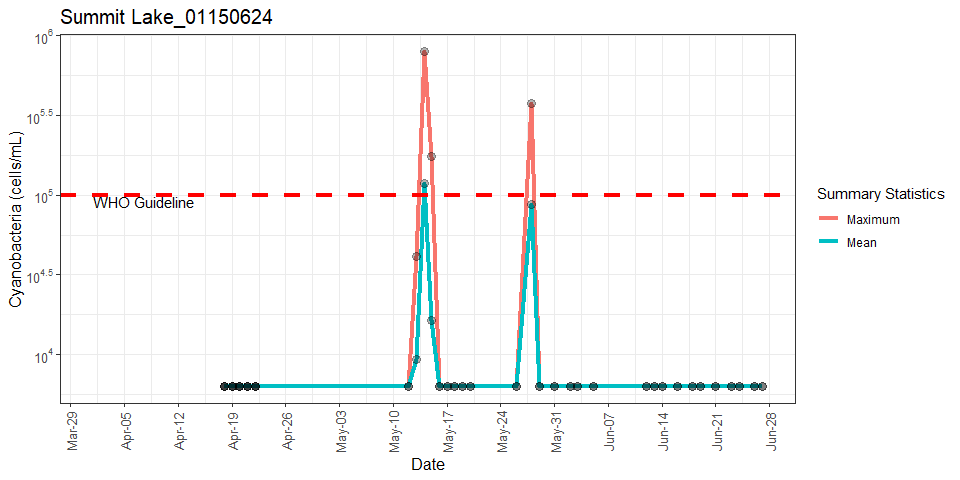 Summit Lake_01150624
Cyanobacteria (cells/mL)
10^6
10^5.5
10^5
10^4.5
10^4
WHO Guideline
Mar-29
Apr-05
Apr-12
Apr-19
Apr-26
May-03
May-10
May-17
May-24
May-31
Jun-07
Jun-14
Jun-21
Jun-28
Date
Summary Statistics
Maximum
Mean